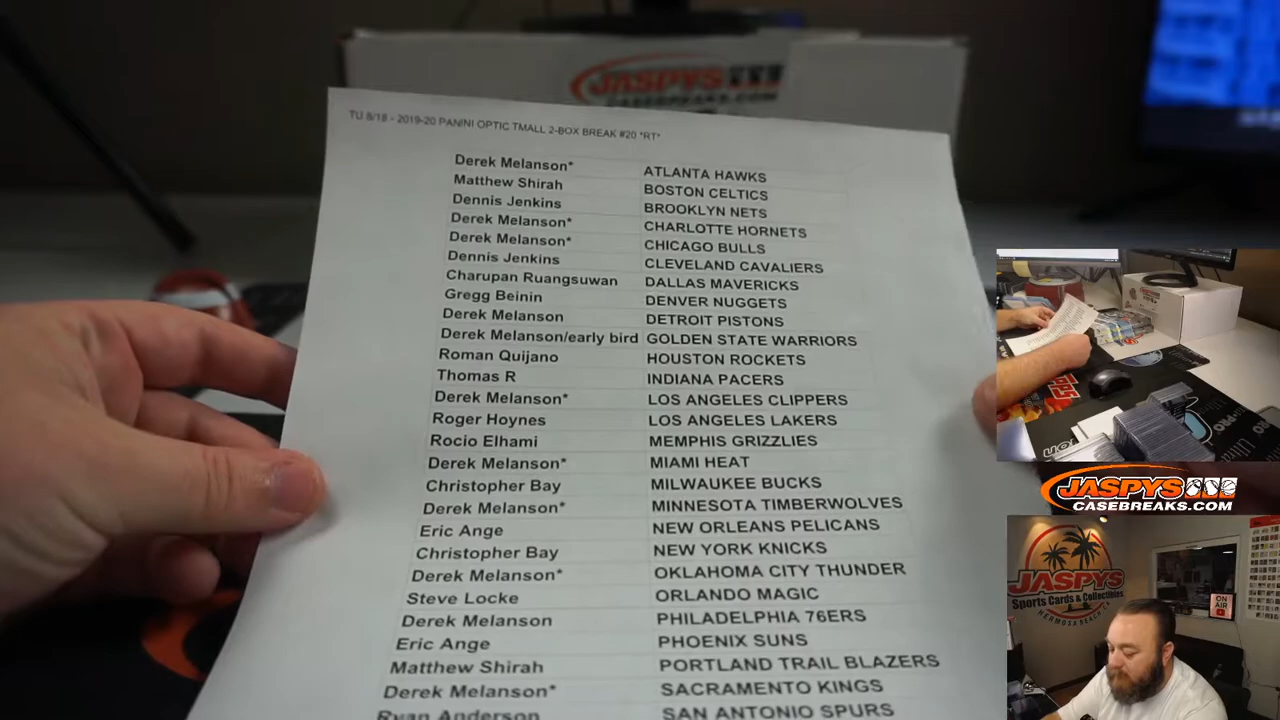 JASPYS
CASEBREAKS.COM
TU 8/18 - 2019-20 PANINI OPTIC TMALL 2-BOX BREAK #20 *RT*
Derek Melanson* ATLANTA HAWKS
Matthew Shirah BOSTON CELTICS
Dennis Jenkins BROOKLYN NETS
Derek Melanson* CHARLOTTE HORNETS
Derek Melanson* CHICAGO BULLS
Dennis Jenkins CLEVELAND CAVALIERS
Charupan Ruangsuwan DALLAS MAVERICKS
Gregg Beinin DENVER NUGGETS
Derek Melanson DETROIT PISTONS
Derek Melanson/early bird GOLDEN STATE WARRIORS
Roman Quijano HOUSTON ROCKETS
Thomas R INDIANA PACERS
Derek Melanson* LOS ANGELES CLIPPERS
Roger Hoynes LOS ANGELES LAKERS
Rocio Elhami MEMPHIS GRIZZLIES
Derek Melanson* MIAMI HEAT
Christopher Bay MILWAUKEE BUCKS
Derek Melanson* MINNESOTA TIMBERWOLVES
Eric Ange NEW ORLEANS PELICANS
Christopher Bay NEW YORK KNICKS
Derek Melanson* OKLAHOMA CITY THUNDER
Steve Locke ORLANDO MAGIC
Derek Melanson PHILADELPHIA 76ERS
Eric Ange PHOENIX SUNS
Matthew Shirah PORTLAND TRAIL BLAZERS
Derek Melanson* SACRAMENTO KINGS
Ryan Anderson SAN ANTONIO SPURS
JASPYS
CASEBREAKS.COM
JASPYS
Sports Cards & Collectibles
HERMOSA BEACH
ON
AIR